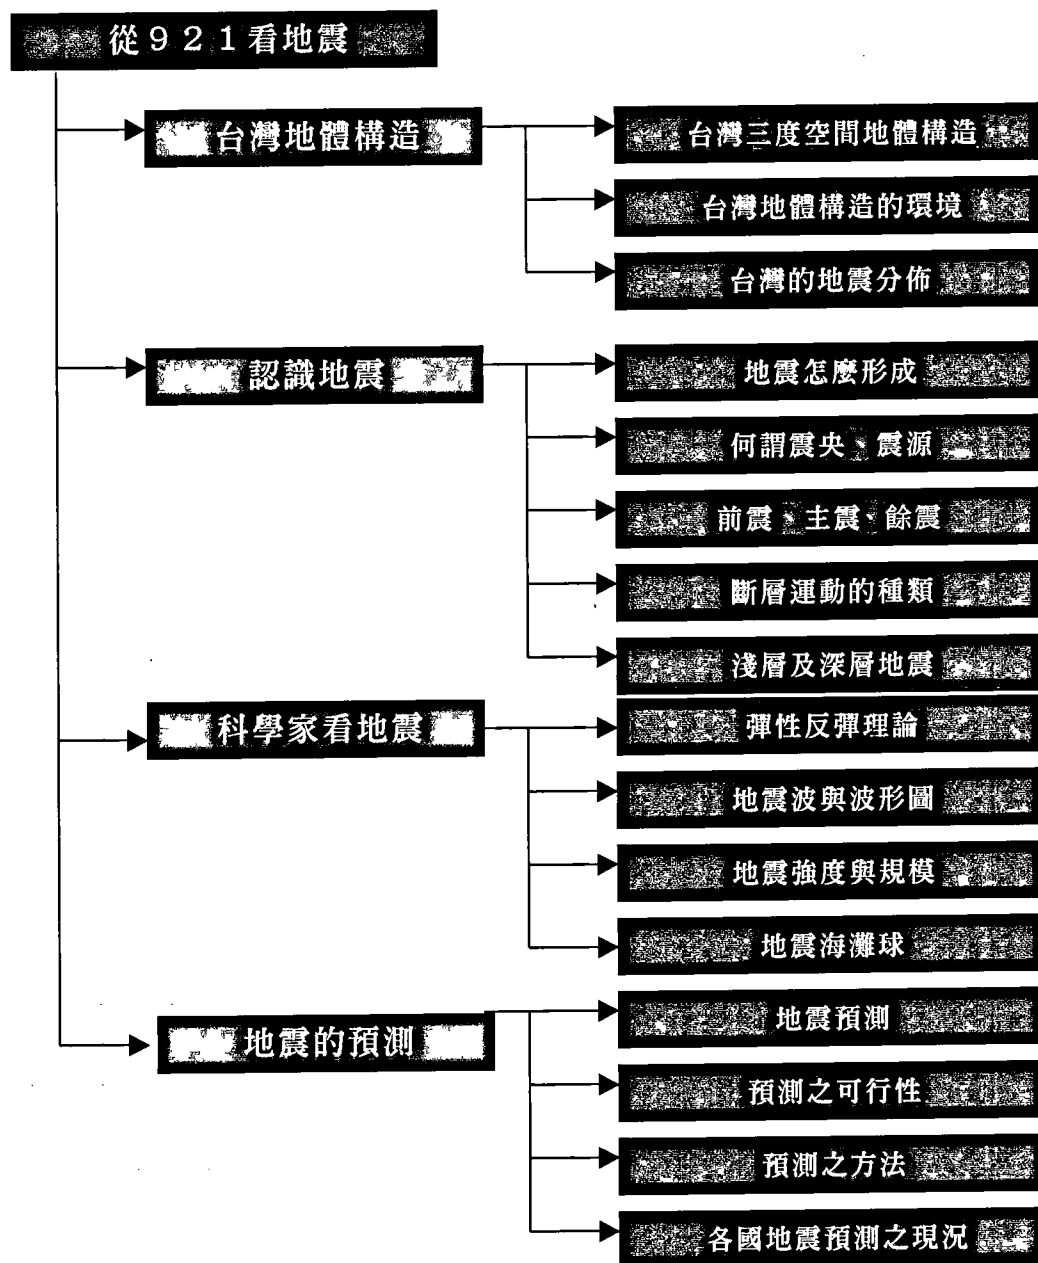 從９２１看地震
台灣地體構造
台灣三度空間地體構造
台灣地體構造的環境
台灣的地震分佈
認識地震
地震怎麼形成
何謂震央、震源
前震、主震、餘震
斷層運動的種類
淺層及深層地震
科學家看地震
彈性反彈理論
地震波與波形圖
地震強度與規模
地震海灘球
地震的預測
地震預測
預測之可行性
預測之方法
各國地震預測之現況